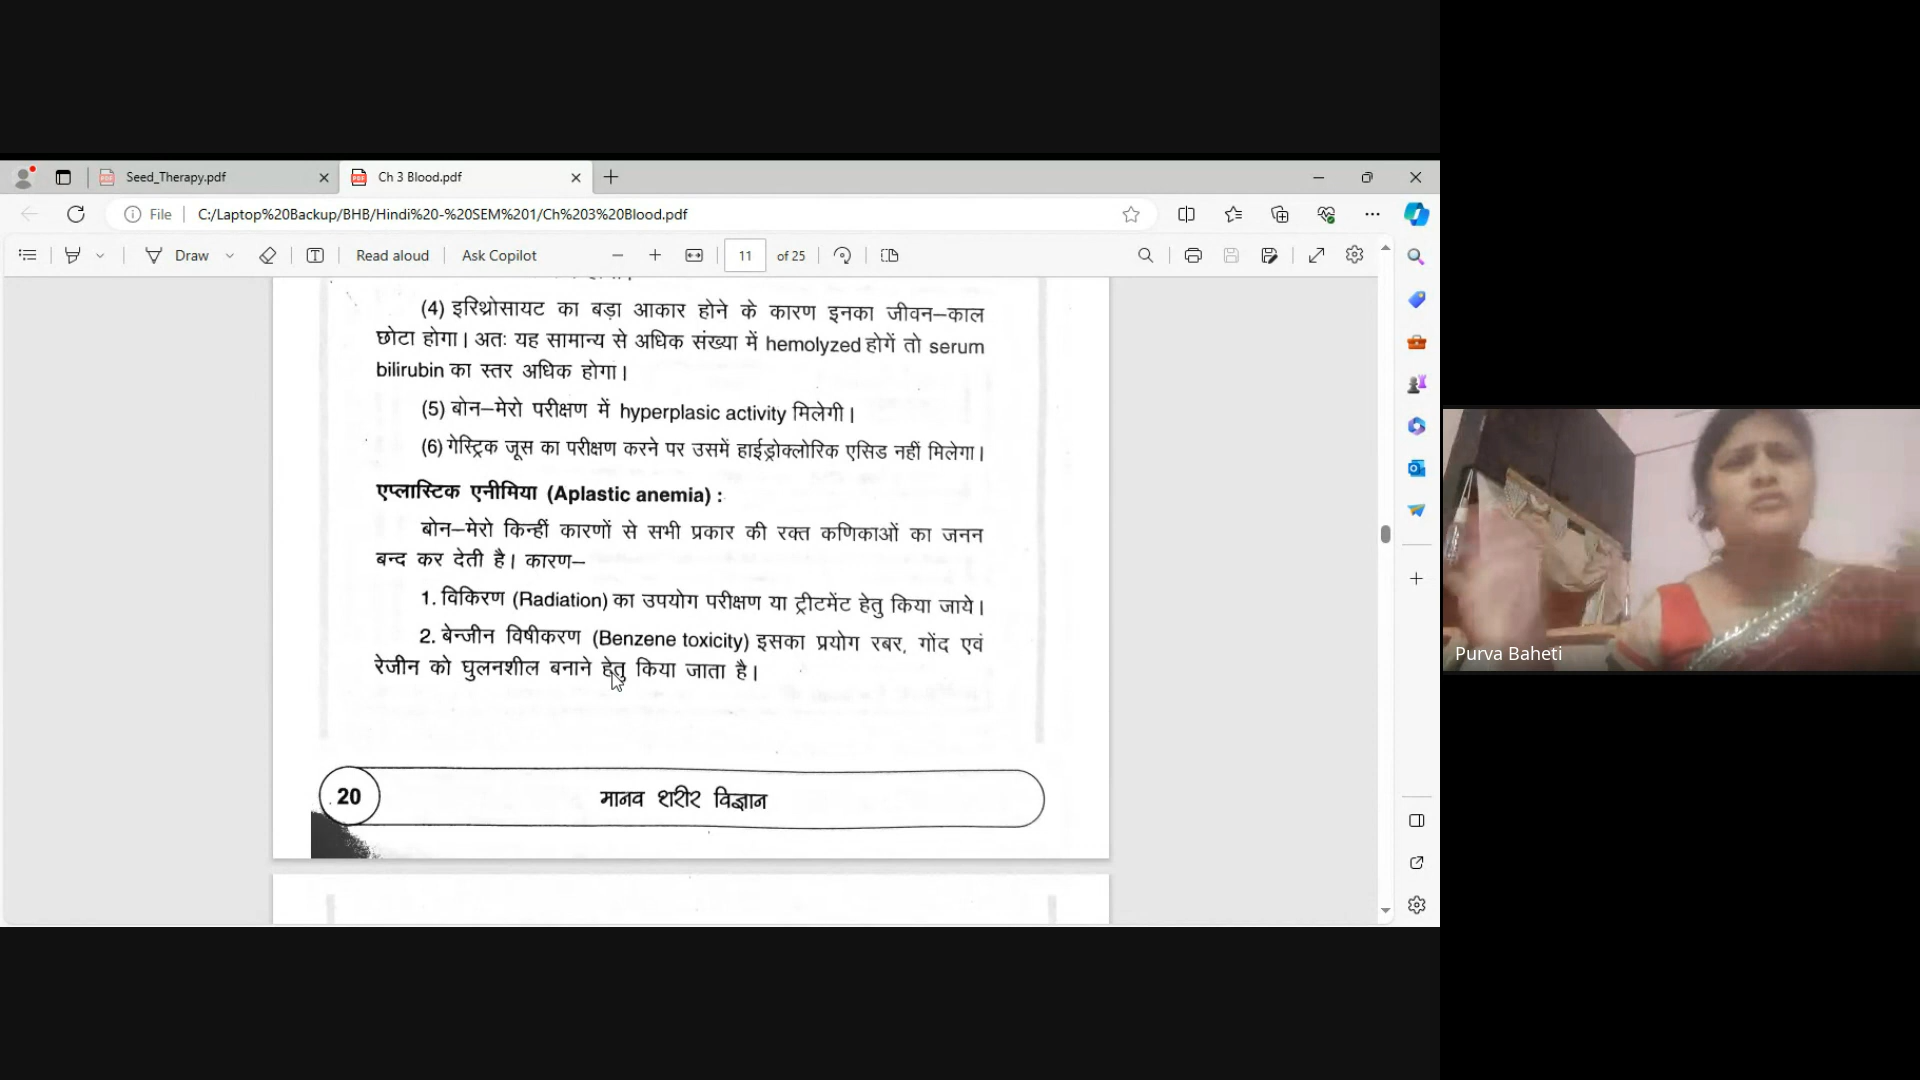 Seed_Therapy.pdf
Ch 3 Blood.pdf
File
C:/Laptop%20Backup/BHB/Hindi%20-%20SEM%201/Ch%203%20Blood.pdf
Draw
Read aloud
Ask Copilot
11 of 25
(4) इरिथ्रोसायट का बड़ा आकार होने के कारण इनका जीवन–काल
छोटा होगा। अतः यह सामान्य से अधिक संख्या में hemolyzed होगें तो serum
bilirubin का स्तर अधिक होगा।
(5) बोन–मेरो परीक्षण में hyperplasic activity मिलेगी।
(6) गेस्ट्रिक जूस का परीक्षण करने पर उसमें हाईड्रोक्लोरिक एसिड नहीं मिलेगा।
एप्लास्टिक एनीमिया (Aplastic anemia) :
बोन–मेरो किन्हीं कारणों से सभी प्रकार की रक्त कणिकाओं का जनन
बन्द कर देती है। कारण–
1. विकिरण (Radiation) का उपयोग परीक्षण या ट्रीटमेंट हेतु किया जाये।
2. बेन्जीन विषीकरण (Benzene toxicity) इसका प्रयोग रबर, गोंद एवं
रेजीन को घुलनशील बनाने हेतु किया जाता है।
20
मानव शरीर विज्ञान
Purva Baheti